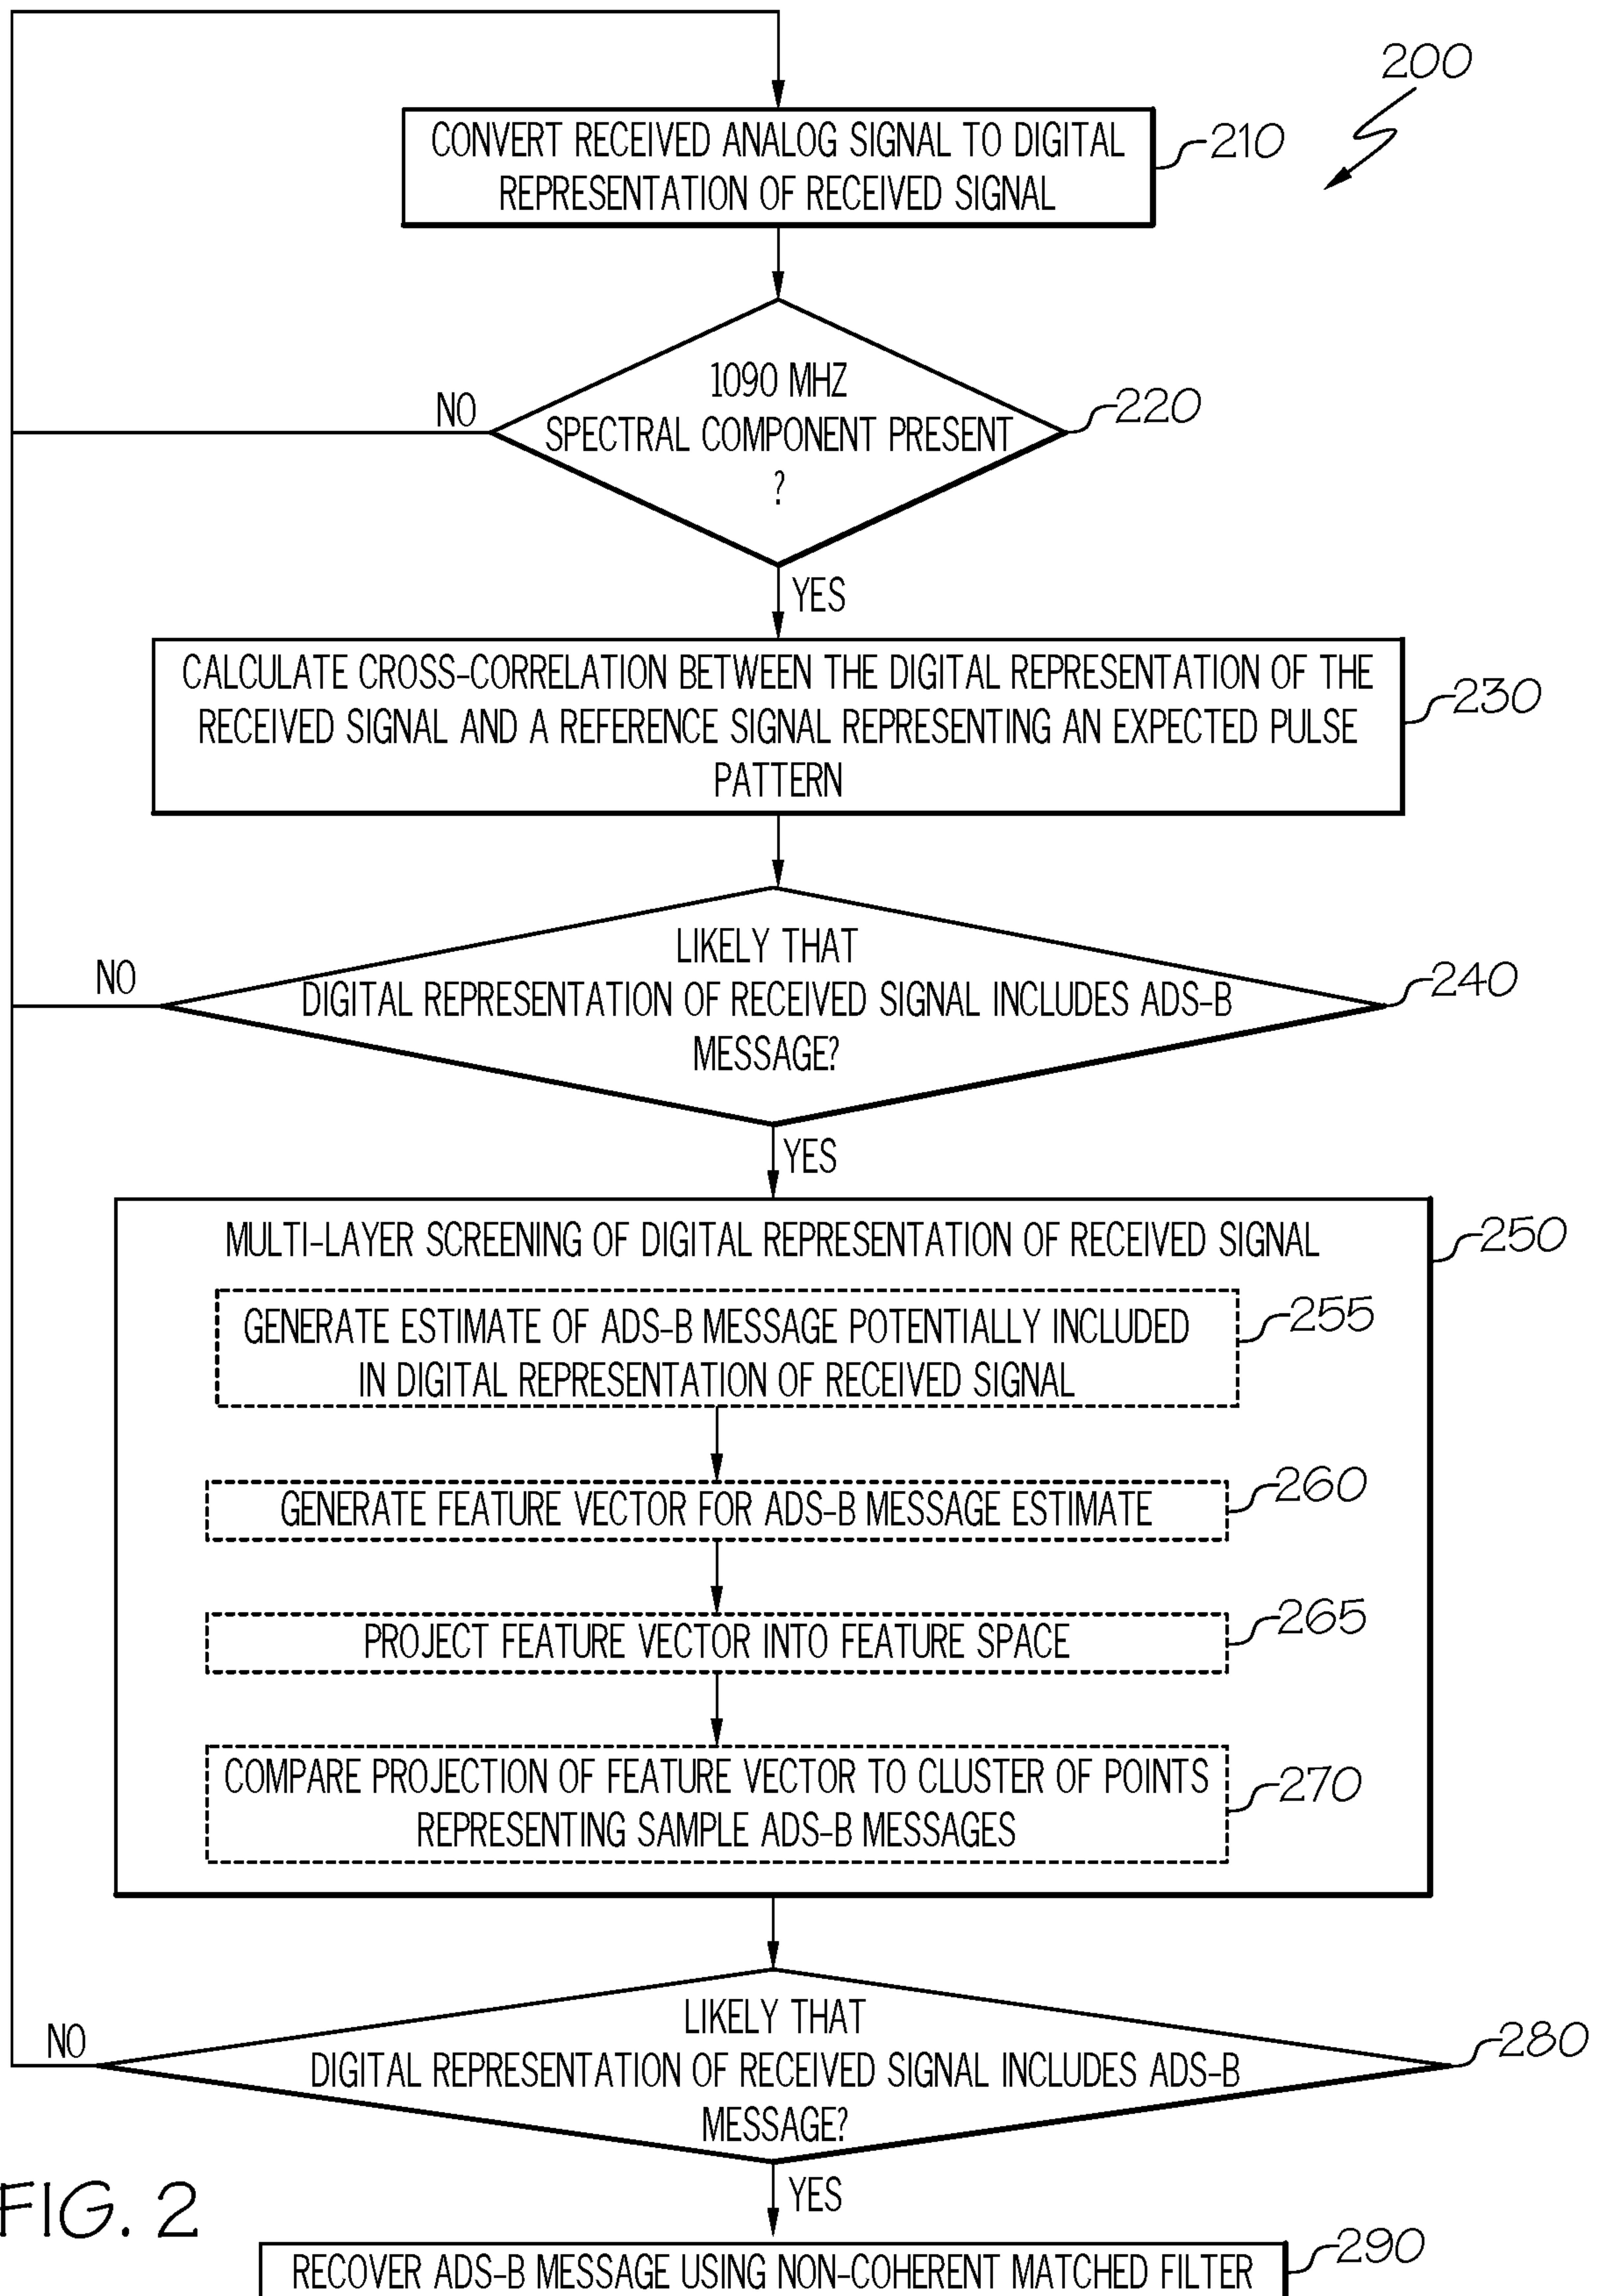 200
CONVERT RECEIVED ANALOG SIGNAL TO DIGITAL
REPRESENTATION OF RECEIVED SIGNAL
210
1090 MHZ
SPECTRAL COMPONENT PRESENT
?
220
NO
YES
CALCULATE CROSS-CORRELATION BETWEEN THE DIGITAL REPRESENTATION OF THE
RECEIVED SIGNAL AND A REFERENCE SIGNAL REPRESENTING AN EXPECTED PULSE
PATTERN
230
LIKELY THAT
DIGITAL REPRESENTATION OF RECEIVED SIGNAL INCLUDES ADS-B
MESSAGE?
240
NO
YES
MULTI-LAYER SCREENING OF DIGITAL REPRESENTATION OF RECEIVED SIGNAL
250
GENERATE ESTIMATE OF ADS-B MESSAGE POTENTIALLY INCLUDED
IN DIGITAL REPRESENTATION OF RECEIVED SIGNAL
255
GENERATE FEATURE VECTOR FOR ADS-B MESSAGE ESTIMATE
260
PROJECT FEATURE VECTOR INTO FEATURE SPACE
265
COMPARE PROJECTION OF FEATURE VECTOR TO CLUSTER OF POINTS
REPRESENTING SAMPLE ADS-B MESSAGES
270
LIKELY THAT
DIGITAL REPRESENTATION OF RECEIVED SIGNAL INCLUDES ADS-B
MESSAGE?
280
NO
YES
RECOVER ADS-B MESSAGE USING NON-COHERENT MATCHED FILTER
290
FIG. 2